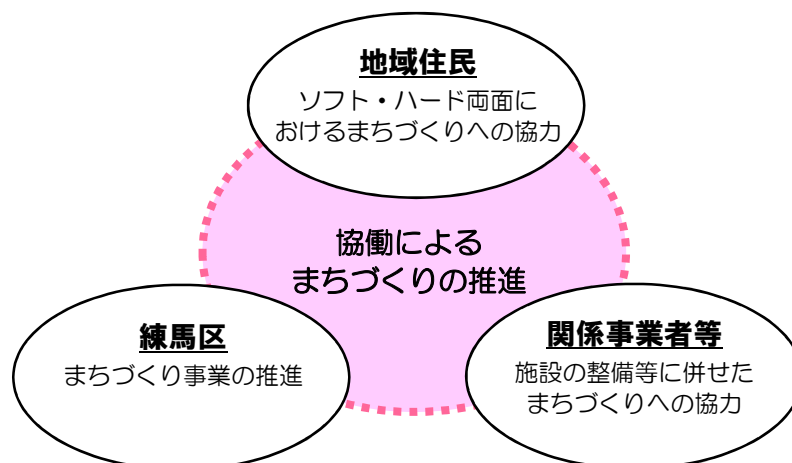 地域住民
ソフト・ハード両面に
おけるまちづくりへの協力
協働による
まちづくりの推進
練馬区
まちづくり事業の推進
関係事業者等
施設の整備等に併せた
まちづくりへの協力